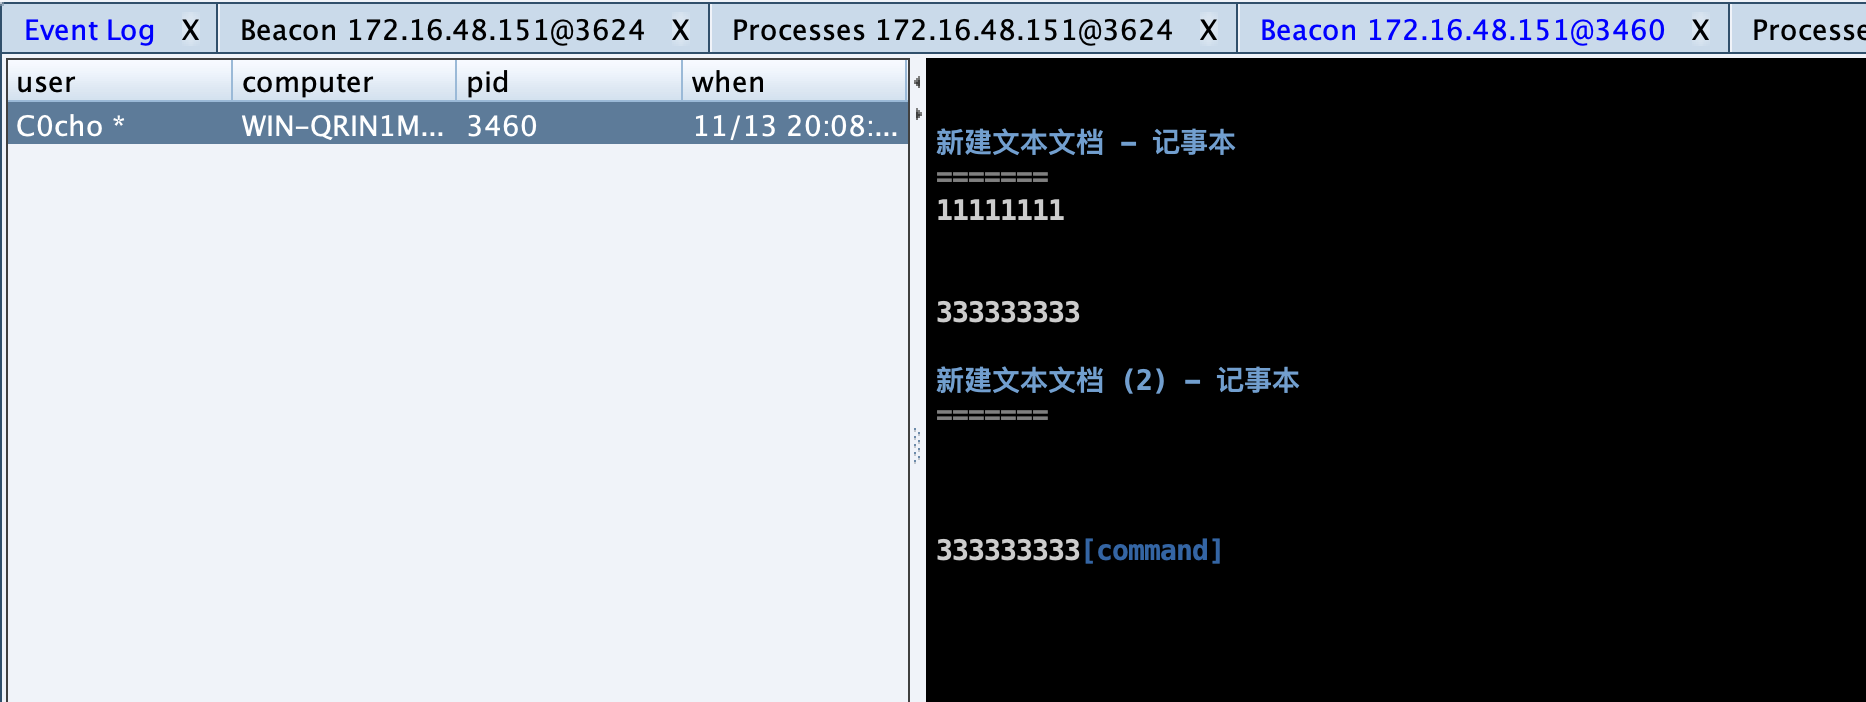 Event Log X Beacon 172.16.48.151@3624 X Processes 172.16.48.151@3624 X Beacon 172.16.48.151@3460 X Processe
user computer pid when
C0cho * WIN-QRIN1M... 3460 11/13 20:08:...
新建文本文档 - 记事本
=======
11111111
333333333
新建文本文档 (2) - 记事本
=======
333333333[command]